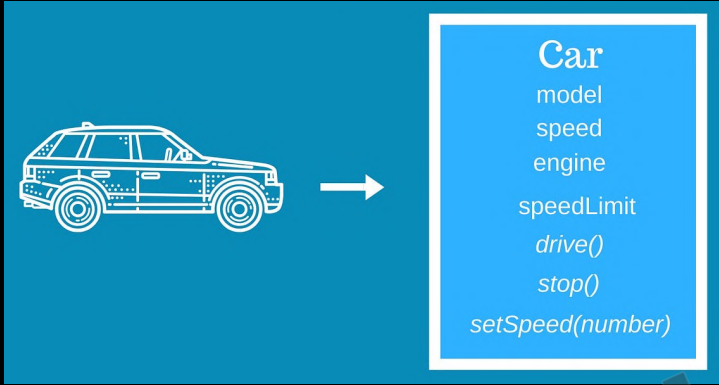 Car
model
speed
engine
speedLimit
drive()
stop()
setSpeed(number)